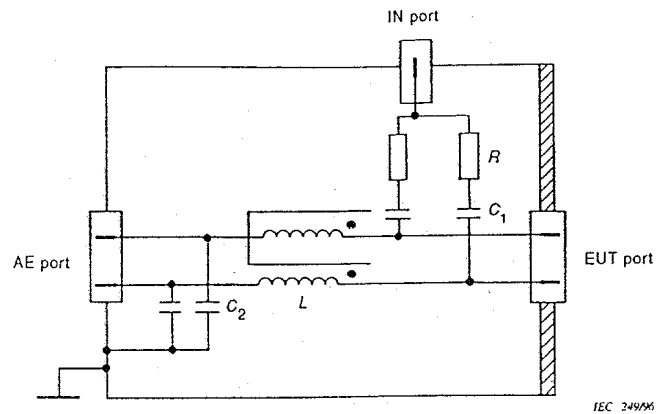 IN port
R
C1
AE port
EUT port
C2
L
IEC 249/96